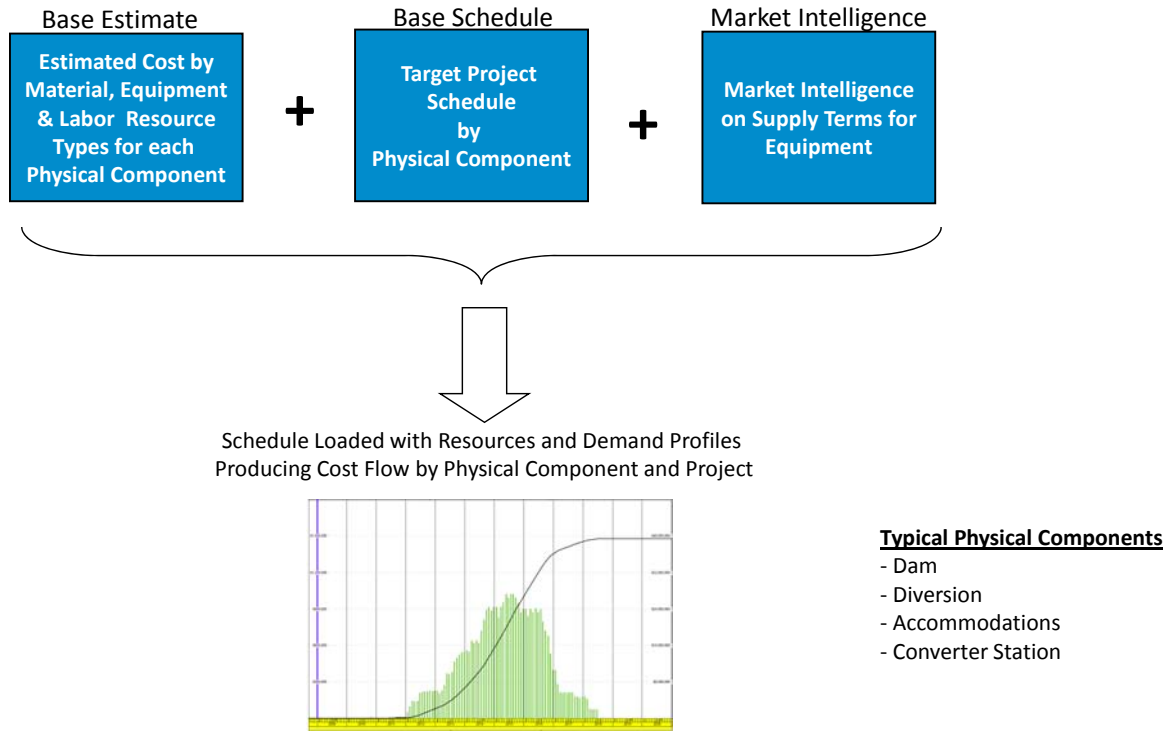 Base Estimate
Base Schedule
Market Intelligence
Estimated Cost by
Material, Equipment
& Labor Resource
Types for each
Physical Component
+
Target Project
Schedule
by
Physical Component
+
Market Intelligence
on Supply Terms for
Equipment
Schedule Loaded with Resources and Demand Profiles
Producing Cost Flow by Physical Component and Project
Typical Physical Components
- Dam
- Diversion
- Accommodations
- Converter Station